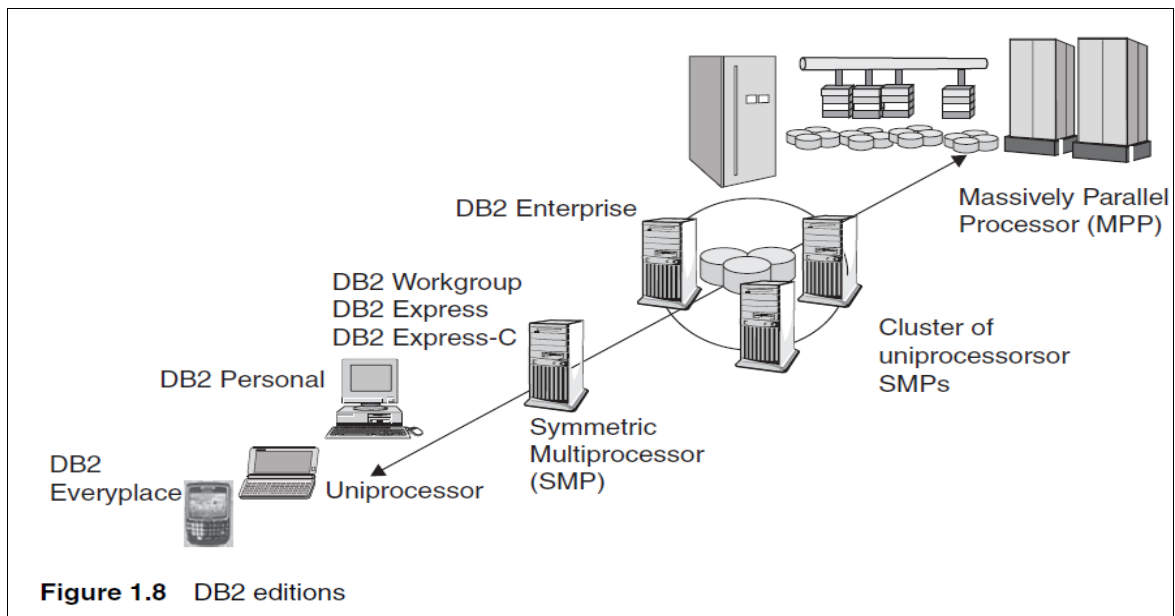 DB2 Enterprise
Massively Parallel
Processor (MPP)
DB2 Workgroup
DB2 Express
DB2 Express-C
Cluster of
uniprocessorsor
SMPs
DB2 Personal
Symmetric
Multiprocessor
(SMP)
DB2
Everyplace
Uniprocessor
Figure 1.8 DB2 editions